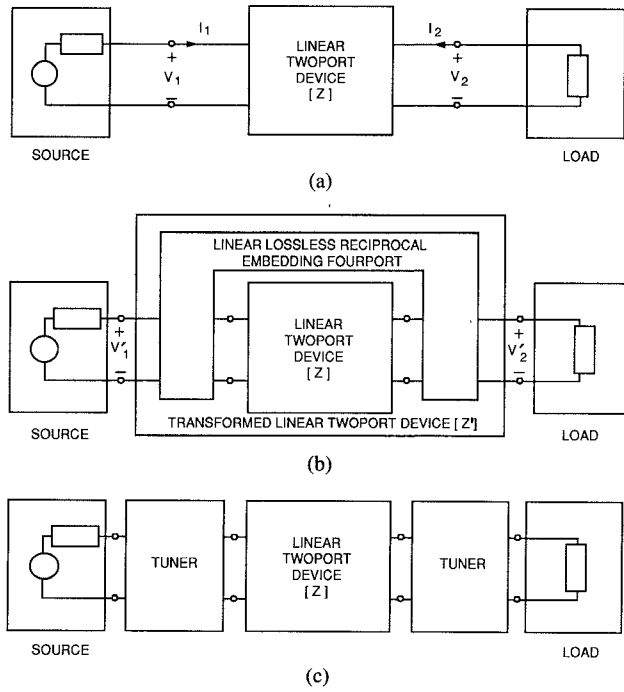 I1 I2
+ V1 −
LINEAR
TWOPORT
DEVICE
[ Z ]
+ V2 −
SOURCE
LOAD
(a)
LINEAR LOSSLESS RECIPROCAL
EMBEDDING FOURPORT
+ V'1 −
LINEAR
TWOPORT
DEVICE
[ Z ]
+ V'2 −
TRANSFORMED LINEAR TWOPORT DEVICE [ Z' ]
SOURCE
LOAD
(b)
TUNER
LINEAR
TWOPORT
DEVICE
[ Z ]
TUNER
SOURCE
LOAD
(c)